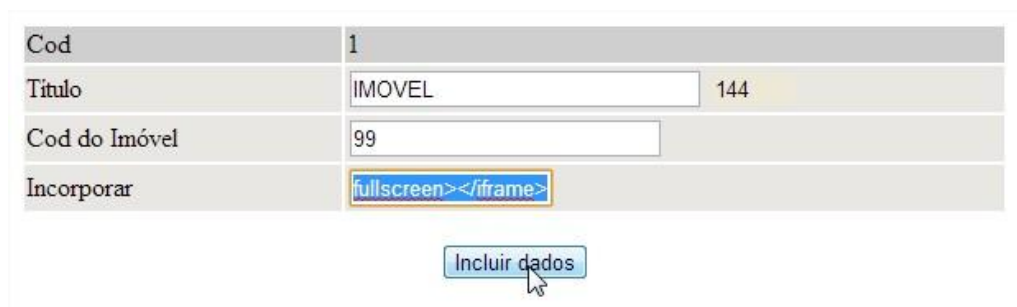 Cod 1
Título IMOVEL 144
Cod do Imóvel 99
Incorporar fullscreen></iframe>
Incluir dados